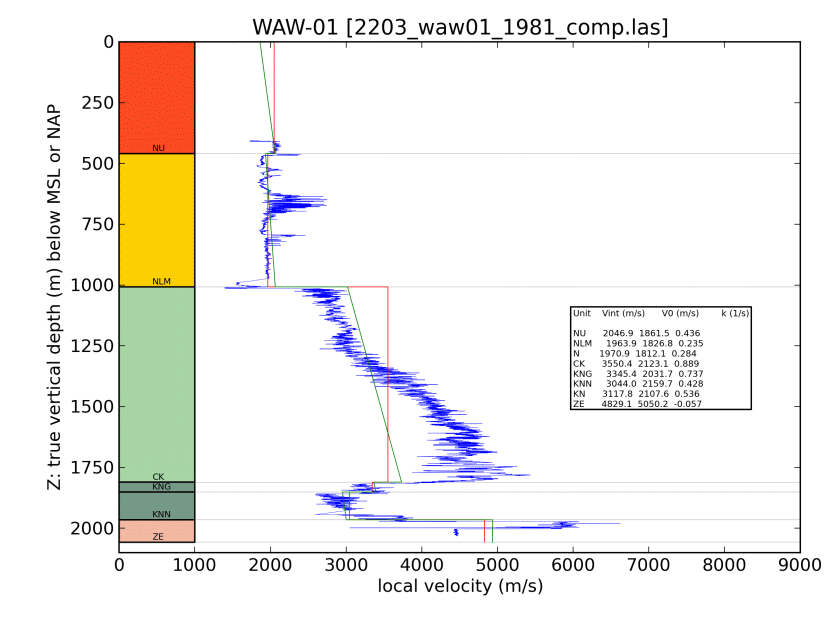 WAW-01 [2203_waw01_1981_comp.las]
Z: true vertical depth (m) below MSL or NAP
0
250
500
750
1000
1250
1500
1750
2000
NU
NLM
CK
KNG
KNN
ZE
Unit Vint (m/s) V0 (m/s) k (1/s)
NU 2046.9 1861.5 0.436
NLM 1963.9 1826.8 0.235
N 1970.9 1812.1 0.284
CK 3550.4 2123.1 0.889
KNG 3345.4 2031.7 0.737
KNN 3044.0 2159.7 0.428
KN 3117.8 2107.6 0.536
ZE 4829.1 5050.2 -0.057
0 1000 2000 3000 4000 5000 6000 7000 8000 9000
local velocity (m/s)